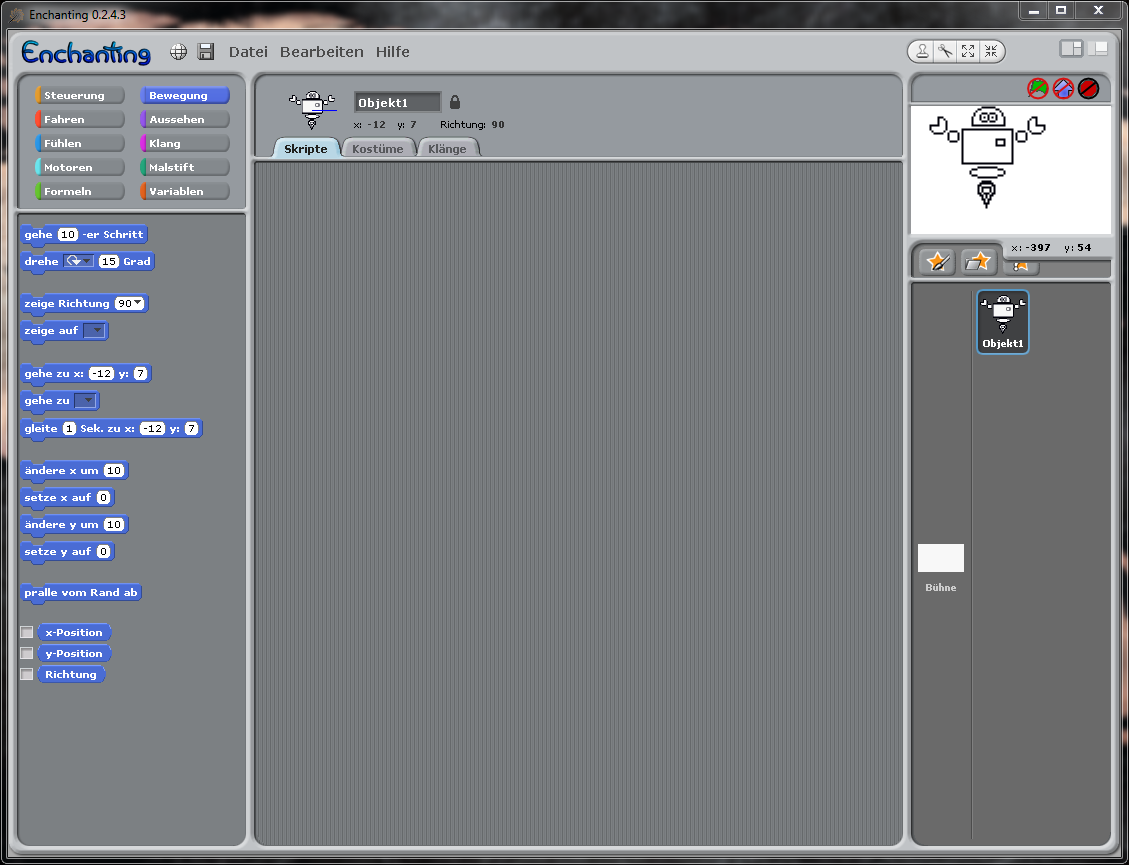 Enchanting 0.2.4.3
Enchanting Datei Bearbeiten Hilfe
Steuerung Bewegung
Fahren Aussehen
Fühlen Klang
Motoren Malstift
Formeln Variablen
gehe 10 -er Schritt
drehe 15 Grad
zeige Richtung 90
zeige auf
gehe zu x: -12 y: 7
gehe zu
gleite 1 Sek. zu x: -12 y: 7
ändere x um 10
setze x auf 0
ändere y um 10
setze y auf 0
pralle vom Rand ab
x-Position
y-Position
Richtung
Objekt1
x: -12 y: 7 Richtung: 90
Skripte Kostüme Klänge
x: -397 y: 54
Objekt1
Bühne